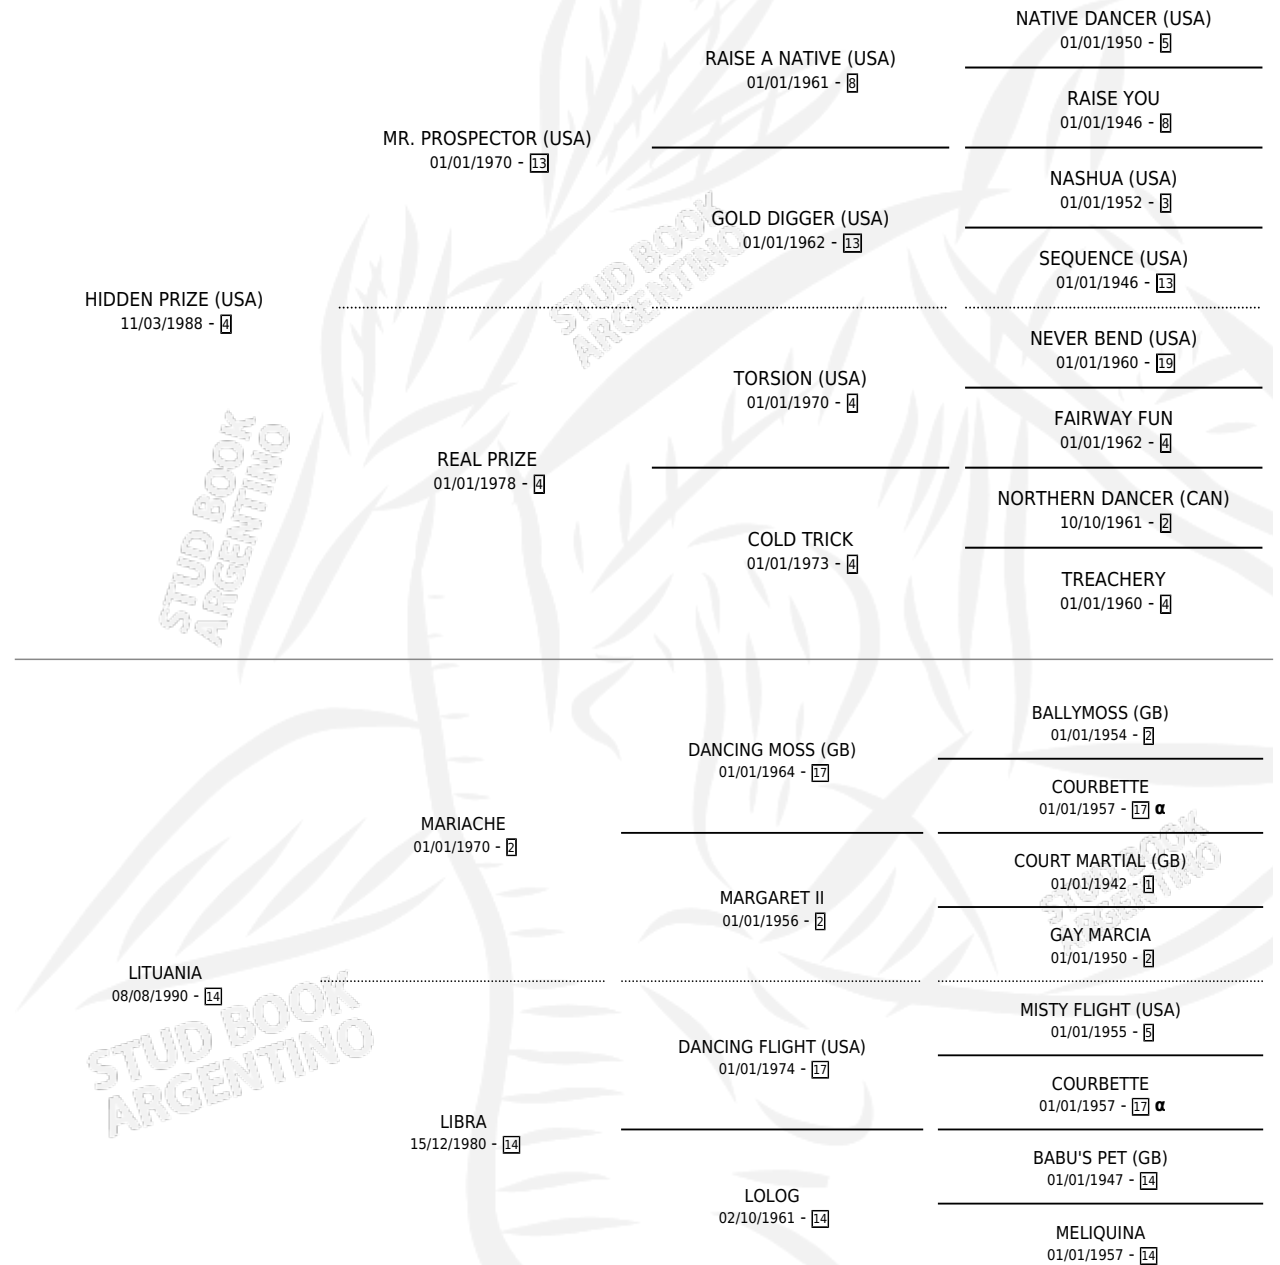 NATIVE DANCER (USA)
01/01/1950 - 5
RAISE A NATIVE (USA)
01/01/1961 - 8
RAISE YOU
01/01/1946 - 8
MR. PROSPECTOR (USA)
01/01/1970 - 13
NASHUA (USA)
01/01/1952 - 3
GOLD DIGGER (USA)
01/01/1962 - 13
SEQUENCE (USA)
01/01/1946 - 13
HIDDEN PRIZE (USA)
11/03/1988 - 4
NEVER BEND (USA)
01/01/1960 - 19
TORSION (USA)
01/01/1970 - 4
FAIRWAY FUN
01/01/1962 - 4
REAL PRIZE
01/01/1978 - 4
NORTHERN DANCER (CAN)
10/10/1961 - 2
COLD TRICK
01/01/1973 - 4
TREACHERY
01/01/1960 - 4
BALLYMOSS (GB)
01/01/1954 - 2
DANCING MOSS (GB)
01/01/1964 - 17
COURBETTE
01/01/1957 - 17 α
MARIACHE
01/01/1970 - 2
COURT MARTIAL (GB)
01/01/1942 - 1
MARGARET II
01/01/1956 - 2
GAY MARCIA
01/01/1950 - 2
LITUANIA
08/08/1990 - 14
MISTY FLIGHT (USA)
01/01/1955 - 5
DANCING FLIGHT (USA)
01/01/1974 - 17
COURBETTE
01/01/1957 - 17 α
LIBRA
15/12/1980 - 14
BABU'S PET (GB)
01/01/1947 - 14
LOLOG
02/10/1961 - 14
MELIQUINA
01/01/1957 - 14
STUD BOOK
ARGENTINO
STUD BOOK
ARGENTINO
STUD BOOK
ARGENTINO
STUD BOOK
ARGENTINO